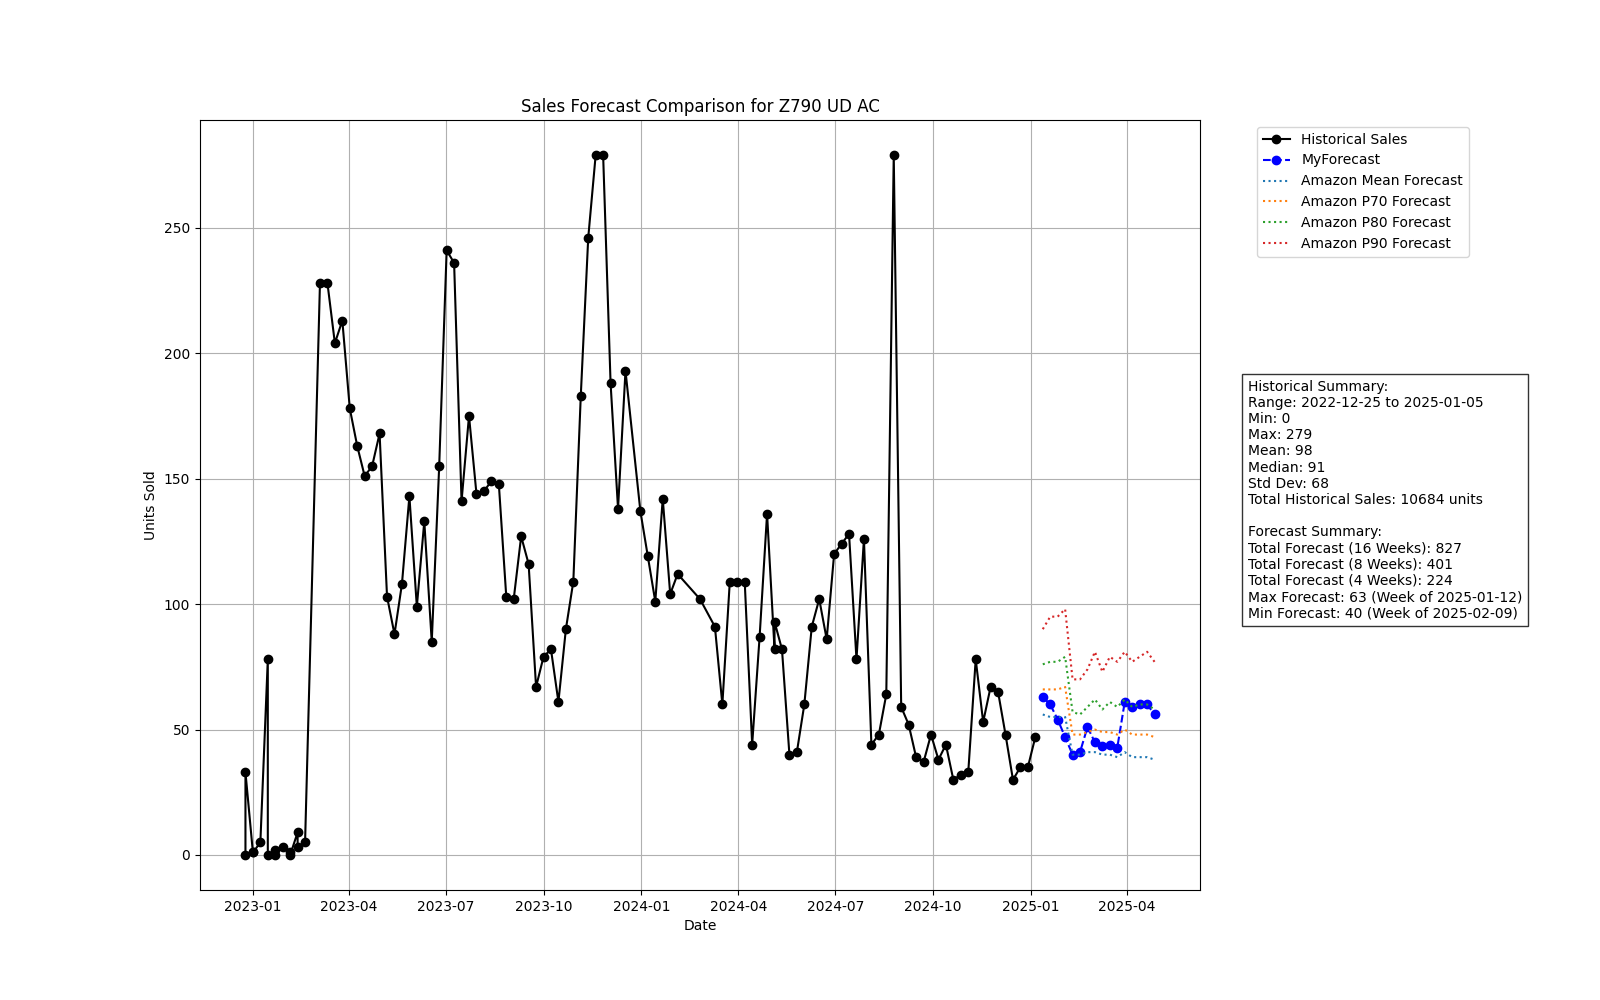 Sales Forecast Comparison for Z790 UD AC
Historical Sales
MyForecast
Amazon Mean Forecast
Amazon P70 Forecast
Amazon P80 Forecast
Amazon P90 Forecast
250
200
150
100
50
0
Units Sold
2023-01
2023-04
2023-07
2023-10
2024-01
2024-04
2024-07
2024-10
2025-01
2025-04
Date
Historical Summary:
Range: 2022-12-25 to 2025-01-05
Min: 0
Max: 279
Mean: 98
Median: 91
Std Dev: 68
Total Historical Sales: 10684 units
Forecast Summary:
Total Forecast (16 Weeks): 827
Total Forecast (8 Weeks): 401
Total Forecast (4 Weeks): 224
Max Forecast: 63 (Week of 2025-01-12)
Min Forecast: 40 (Week of 2025-02-09)